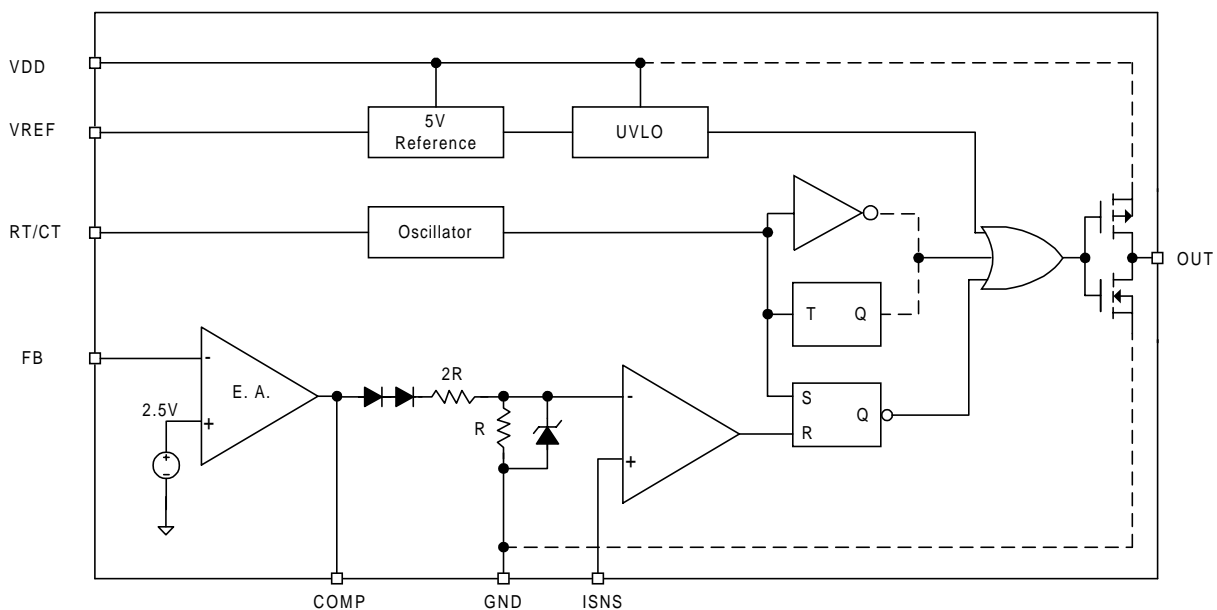 VDD
VREF
5V
Reference
UVLO
RT/CT
Oscillator
OUT
T Q
FB
-
E. A.
2.5V
+
+
-
2R
R
-
+
S
Q
R
COMP
GND
ISNS